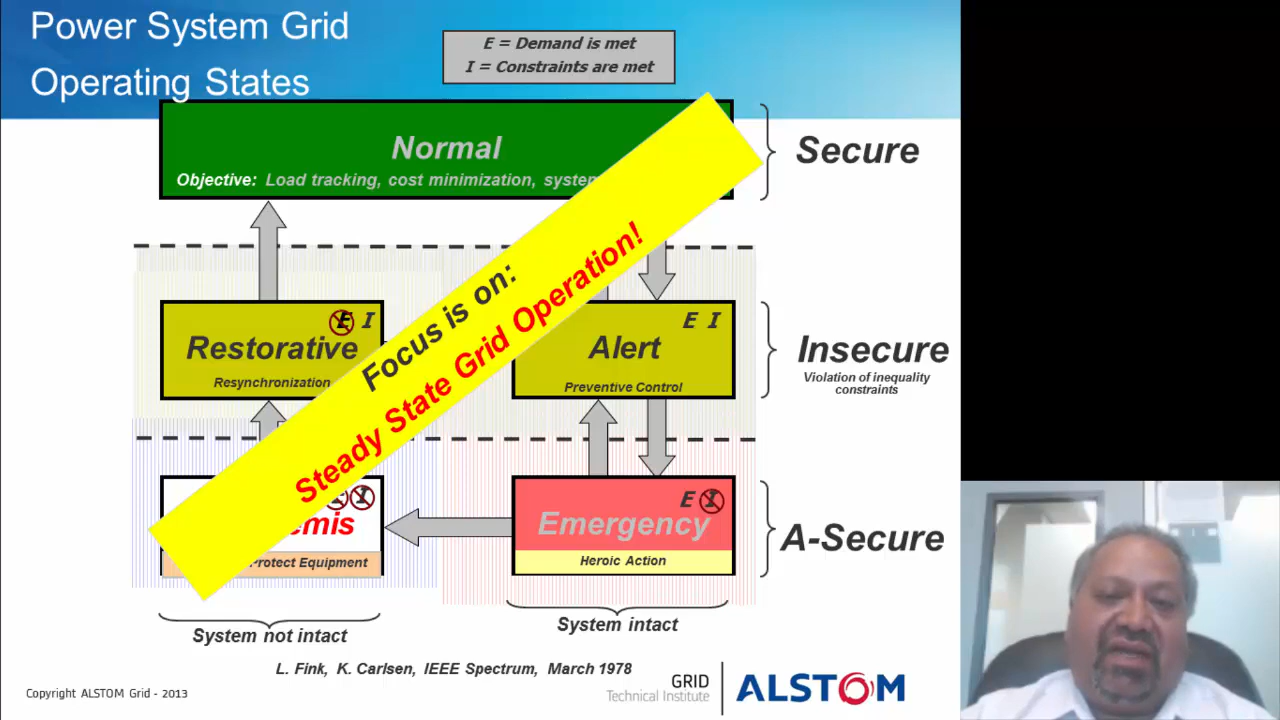 Power System Grid
Operating States
E = Demand is met
I = Constraints are met
Normal
Objective: Load tracking, cost minimization,
Secure
Focus is on:
Steady State Grid Operation!
E I
Restorative
Resynchronization
E I
Alert
Preventive Control
Insecure
Violation of inequality
constraints
I
Protect Equipment
E I
Emergency
Heroic Action
A-Secure
System not intact
System intact
L. Fink, K. Carlsen, IEEE Spectrum, March 1978
Copyright ALSTOM Grid - 2013
GRID
Technical Institute
ALSTOM